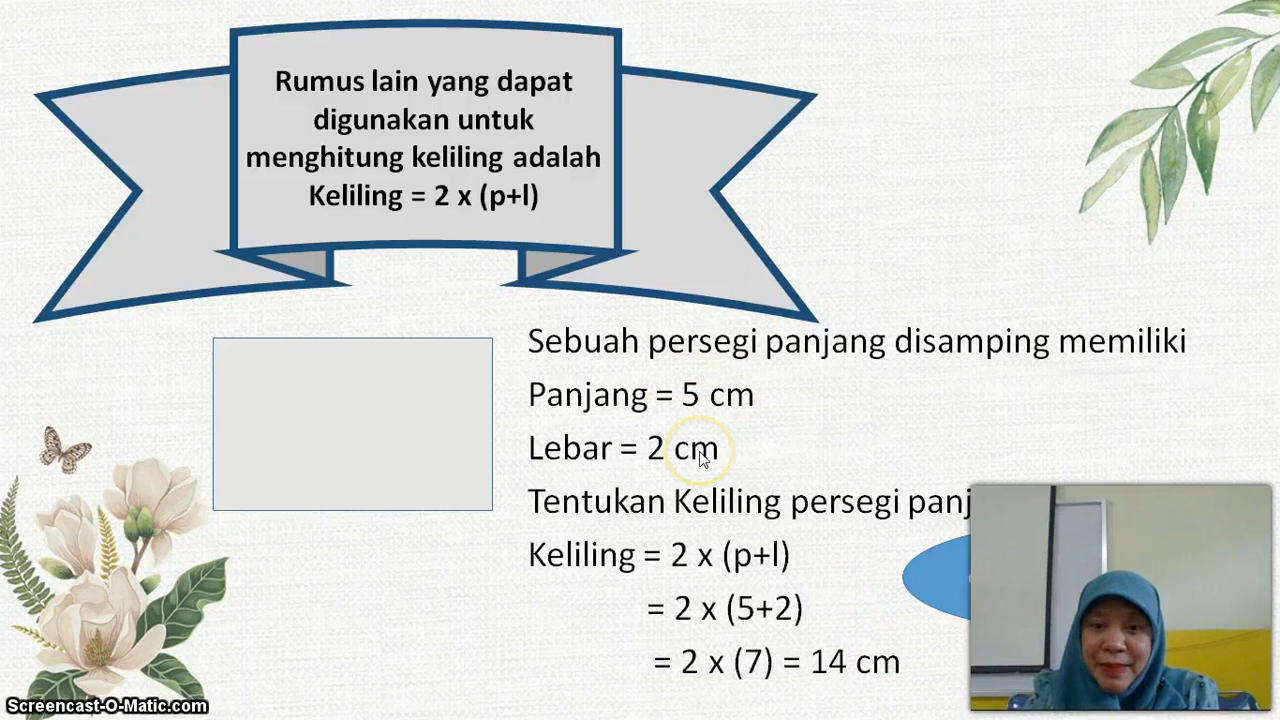 Rumus lain yang dapat
digunakan untuk
menghitung keliling adalah
Keliling = 2 x (p+l)
Sebuah persegi panjang disamping memiliki
Panjang = 5 cm
Lebar = 2 cm
Tentukan Keliling persegi panj
Keliling = 2 x (p+l)
= 2 x (5+2)
= 2 x (7) = 14 cm
Screencast-O-Matic.com